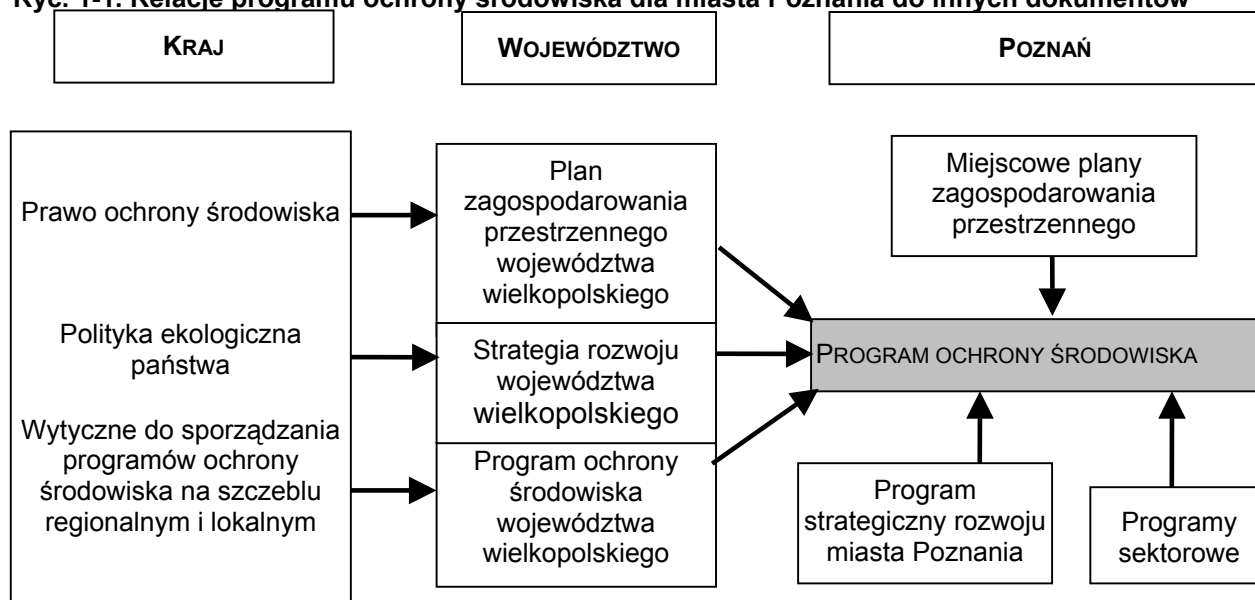 Ryc. 1-1. Relacje programu ochrony środowiska dla miasta Poznania do innych dokumentów
KRAJ
WOJEWÓDZTWO
POZNAŃ
Prawo ochrony środowiska
Polityka ekologiczna
państwa
Wytyczne do sporządzania
programów ochrony
środowiska na szczeblu
regionalnym i lokalnym
Plan
zagospodarowania
przestrzennego
województwa
wielkopolskiego
Strategia rozwoju
województwa
wielkopolskiego
Program ochrony
środowiska
województwa
wielkopolskiego
Miejscowe plany
zagospodarowania
przestrzennego
PROGRAM OCHRONY ŚRODOWISKA
Program
strategiczny rozwoju
miasta Poznania
Programy
sektorowe